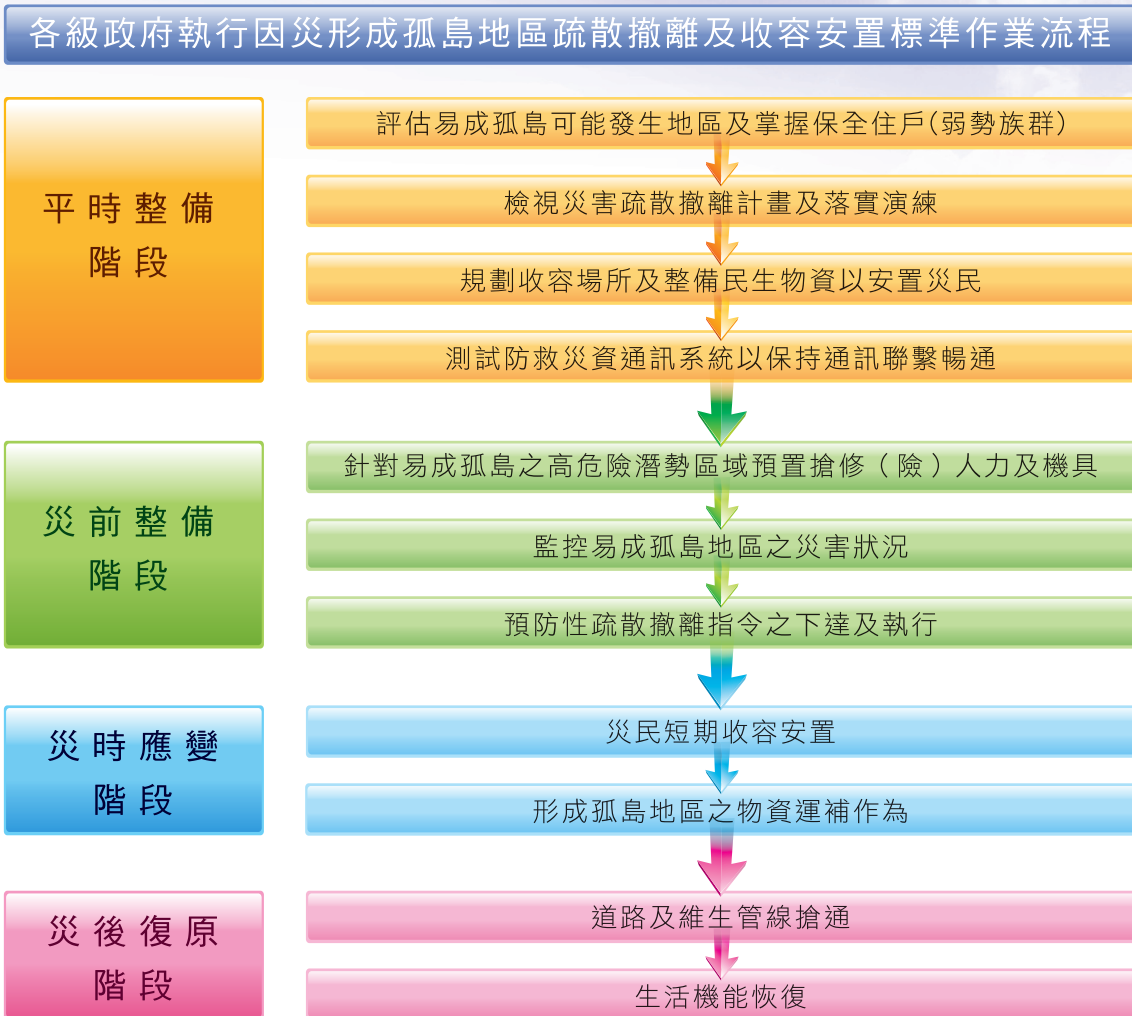 各級政府執行因災形成孤島地區疏散撤離及收容安置標準作業流程
平時整備
階段
評估易成孤島可能發生地區及掌握保全住戶(弱勢族群)
檢視災害疏散撤離計畫及落實演練
規劃收容場所及整備民生物資以安置災民
測試防救災資通訊系統以保持通訊聯繫暢通
災前整備
階段
針對易成孤島之高危險潛勢區域預置搶修（險）人力及機具
監控易成孤島地區之災害狀況
預防性疏散撤離指令之下達及執行
災時應變
階段
災民短期收容安置
形成孤島地區之物資運補作為
災後復原
階段
道路及維生管線搶通
生活機能恢復